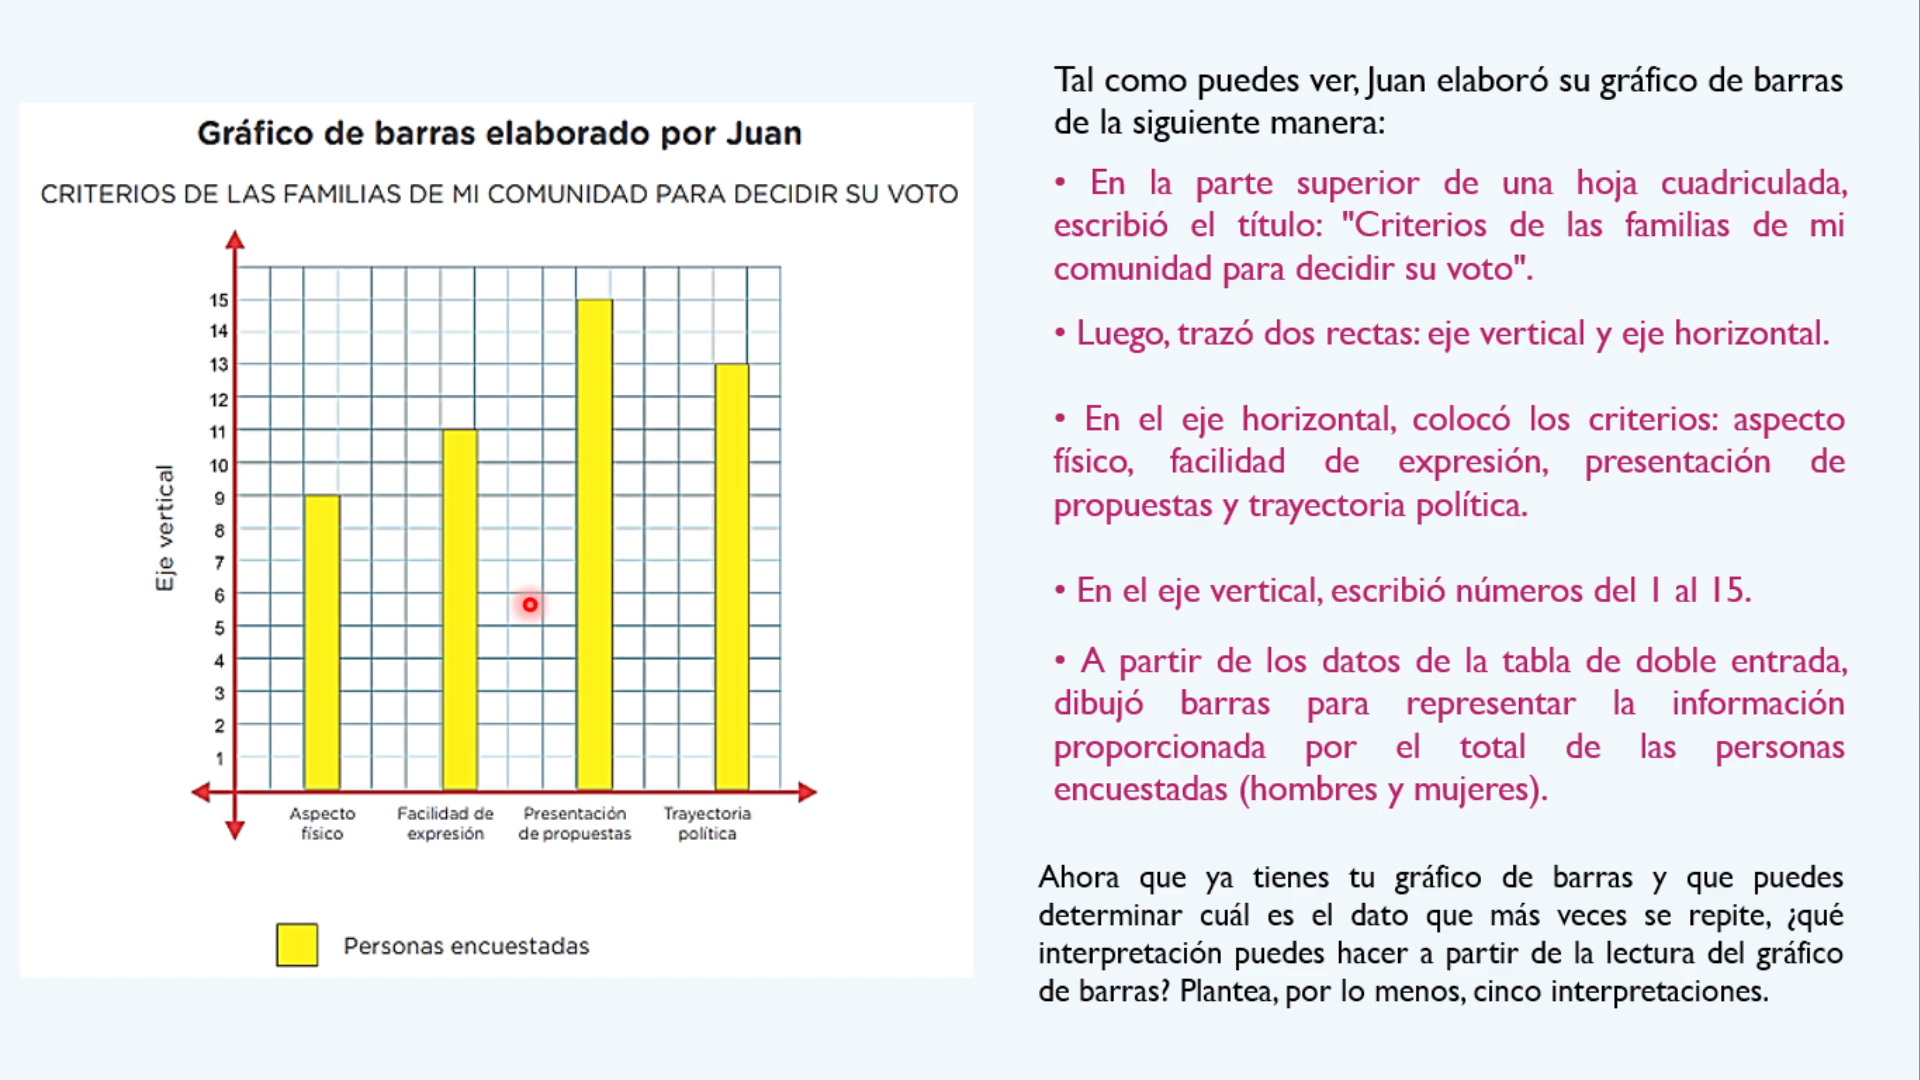 Gráfico de barras elaborado por Juan
CRITERIOS DE LAS FAMILIAS DE MI COMUNIDAD PARA DECIDIR SU VOTO
Eje vertical
15
14
13
12
11
10
9
8
7
6
5
4
3
2
1
Aspecto
físico
Facilidad de
expresión
Presentación
de propuestas
Trayectoria
política
Personas encuestadas
Tal como puedes ver, Juan elaboró su gráfico de barras
de la siguiente manera:
• En la parte superior de una hoja cuadriculada,
escribió el título: "Criterios de las familias de mi
comunidad para decidir su voto".
• Luego, trazó dos rectas: eje vertical y eje horizontal.
• En el eje horizontal, colocó los criterios: aspecto
físico, facilidad de expresión, presentación de
propuestas y trayectoria política.
• En el eje vertical, escribió números del 1 al 15.
• A partir de los datos de la tabla de doble entrada,
dibujó barras para representar la información
proporcionada por el total de las personas
encuestadas (hombres y mujeres).
Ahora que ya tienes tu gráfico de barras y que puedes
determinar cuál es el dato que más veces se repite, ¿qué
interpretación puedes hacer a partir de la lectura del gráfico
de barras? Plantea, por lo menos, cinco interpretaciones.